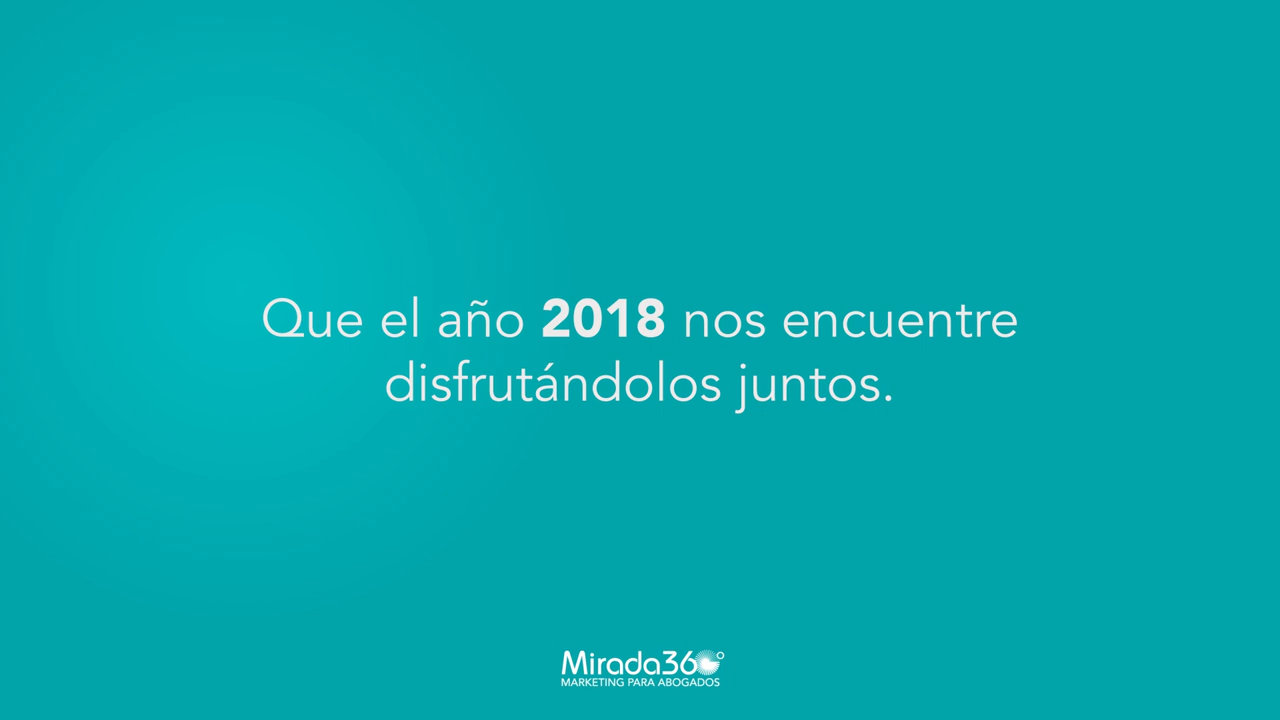 Que el año 2018 nos encuentre
disfrutándolos juntos.
Mirada360°
MARKETING PARA ABOGADOS